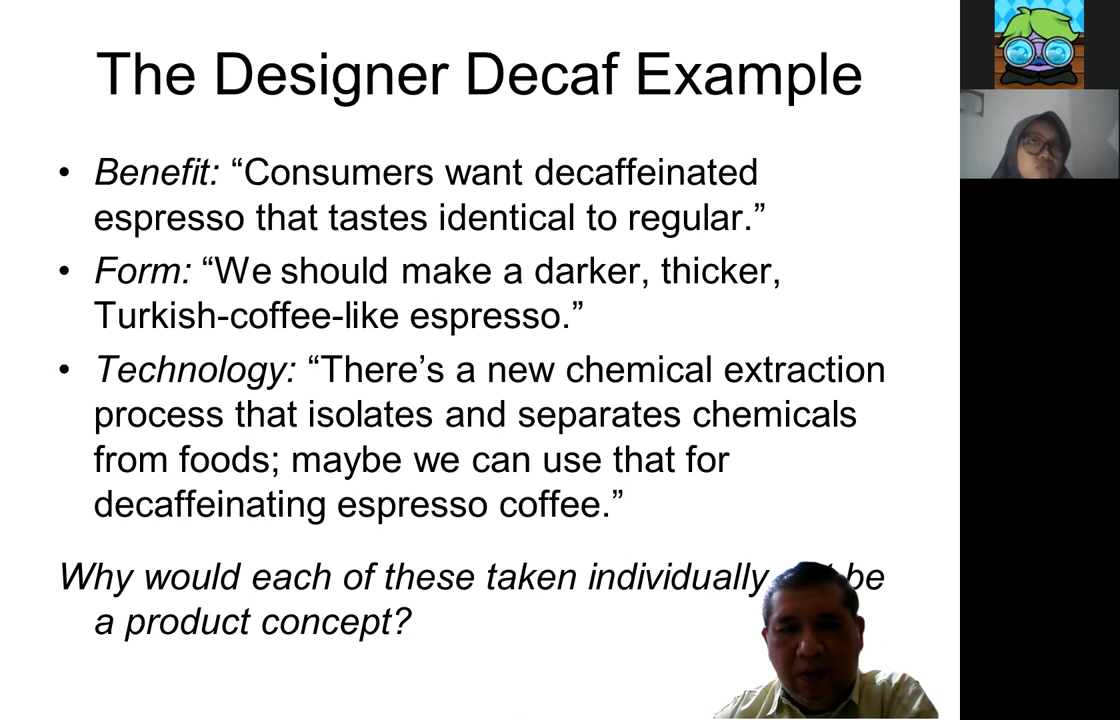 The Designer Decaf Example
• Benefit: “Consumers want decaffeinated
espresso that tastes identical to regular.”
• Form: “We should make a darker, thicker,
Turkish-coffee-like espresso.”
• Technology: “There’s a new chemical extraction
process that isolates and separates chemicals
from foods; maybe we can use that for
decaffeinating espresso coffee.”
Why would each of these taken individually be
a product concept?